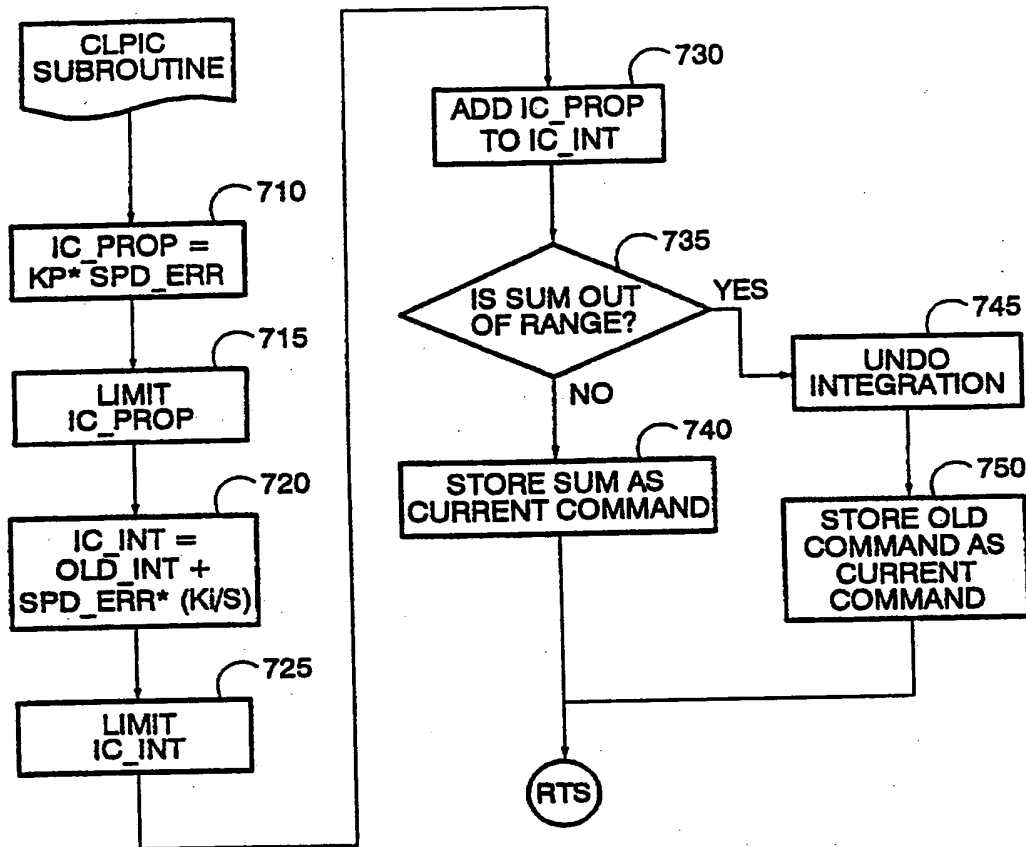 CLPIC
SUBROUTINE
710
IC_PROP =
KP* SPD_ERR
715
LIMIT
IC_PROP
720
IC_INT =
OLD_INT +
SPD_ERR* (Ki/S)
725
LIMIT
IC_INT
730
ADD IC_PROP
TO IC_INT
735
IS SUM OUT
OF RANGE?
YES
NO
740
STORE SUM AS
CURRENT COMMAND
745
UNDO
INTEGRATION
750
STORE OLD
COMMAND AS
CURRENT
COMMAND
RTS